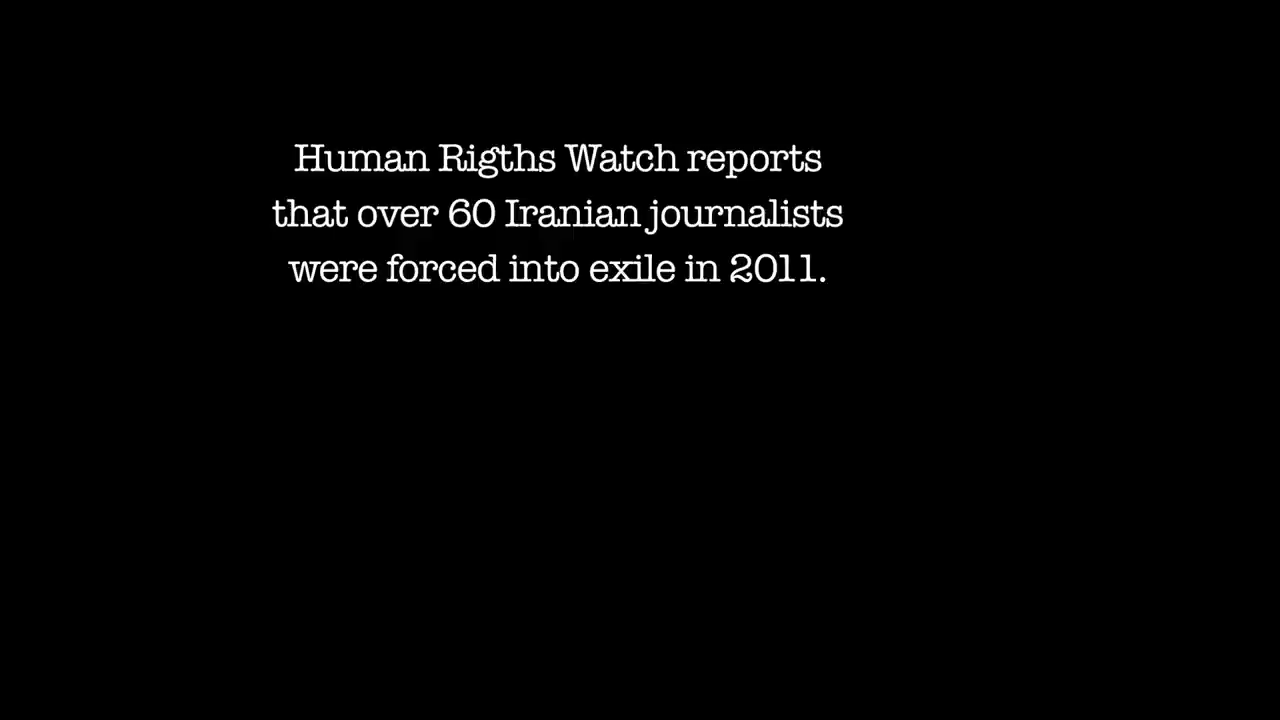 Human Rigths Watch reports
that over 60 Iranian journalists
were forced into exile in 2011.